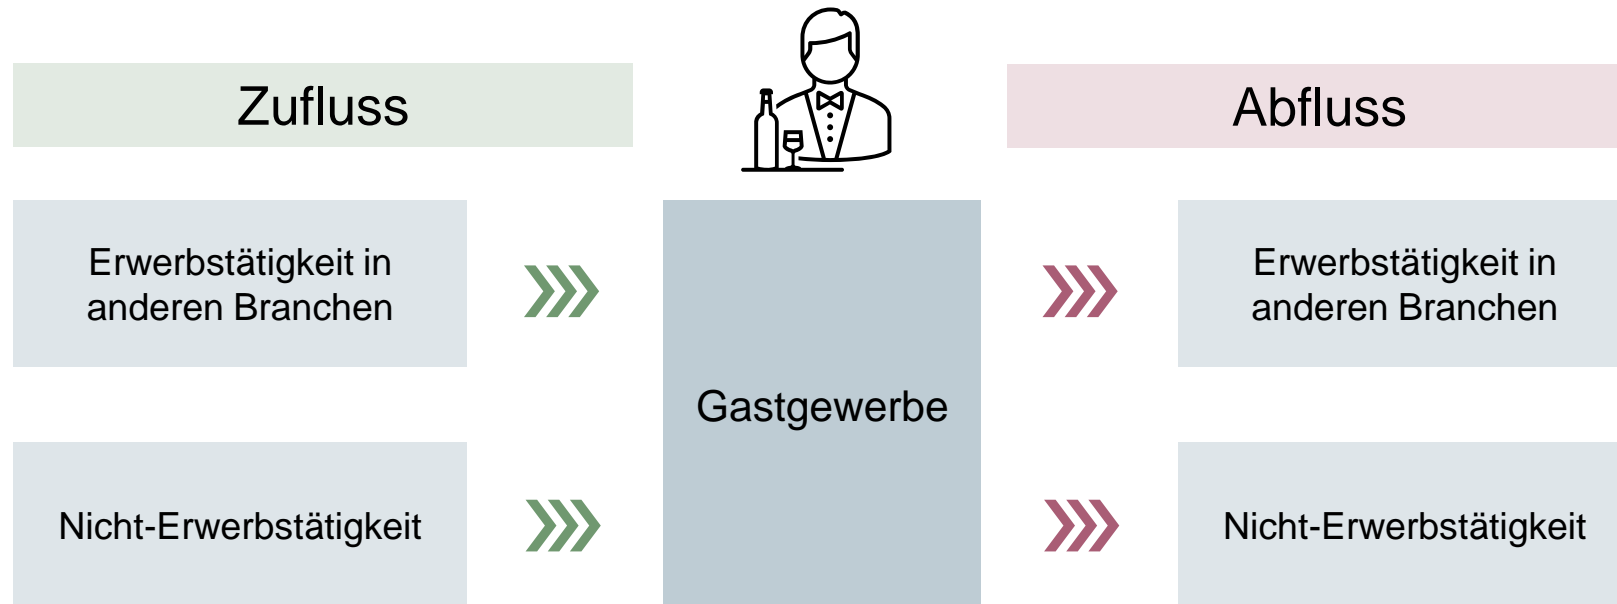 Zufluss
Abfluss
Erwerbstätigkeit in
anderen Branchen
Nicht-Erwerbstätigkeit
Gastgewerbe
Erwerbstätigkeit in
anderen Branchen
Nicht-Erwerbstätigkeit